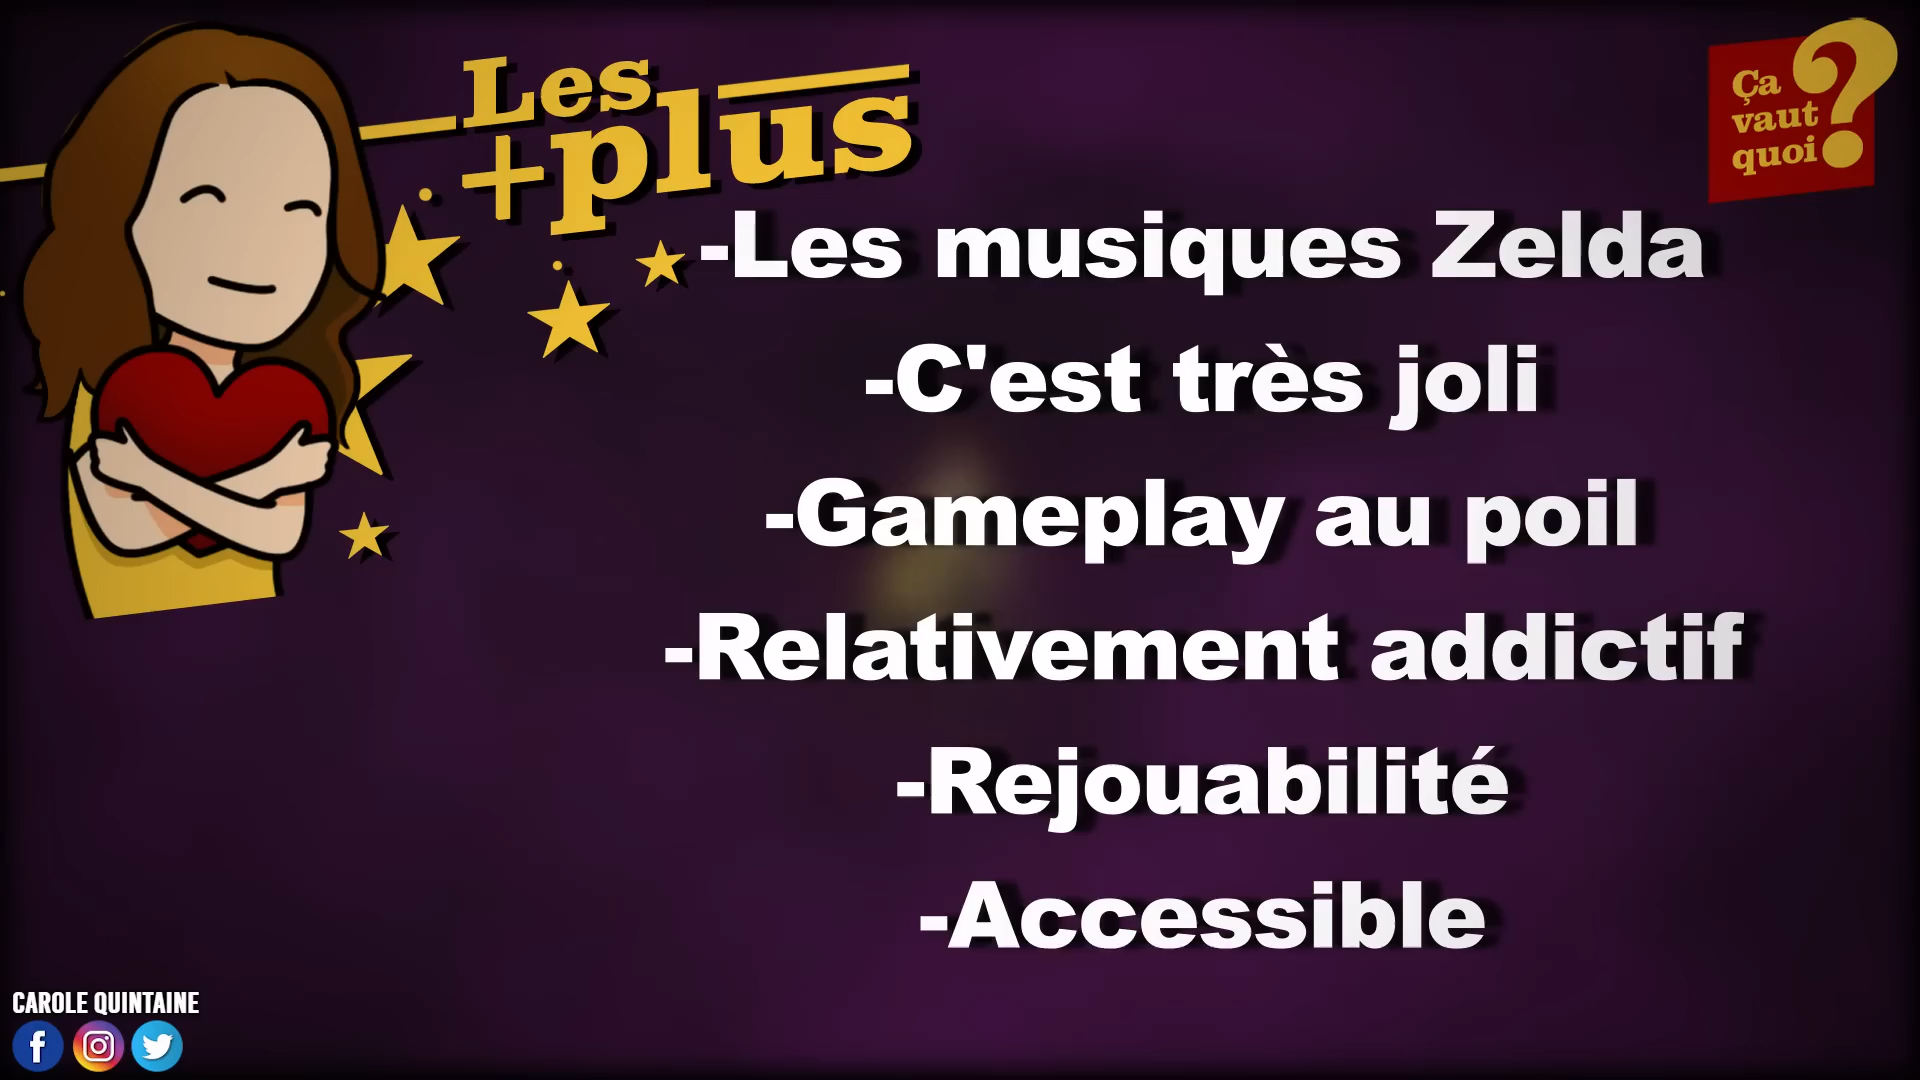 Les
+plus
Ça
vaut
quoi?
-Les musiques Zelda
-C'est très joli
-Gameplay au poil
-Relativement addictif
-Rejouabilité
-Accessible
CAROLE QUINTAINE